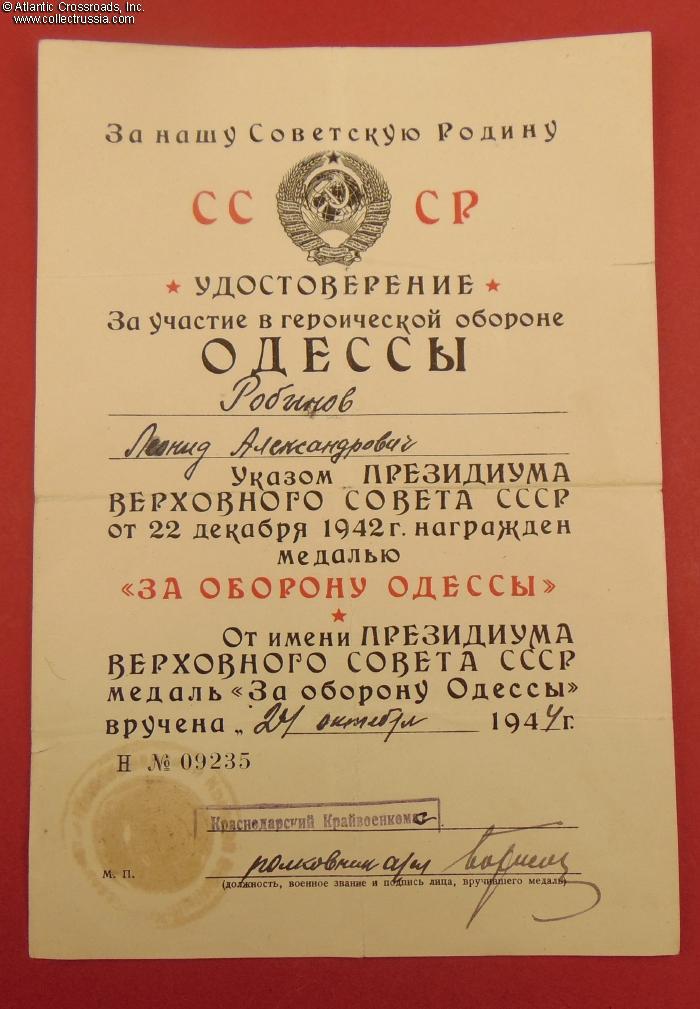 © Atlantic Crossroads, Inc.
www.collectrussia.com
За нашу Советскую Родину
СС СР
★ УДОСТОВЕРЕНИЕ ★
За участие в героической обороне
ОДЕССЫ
Робинов
Леонид Александрович
Указом ПРЕЗИДИУМА
ВЕРХОВНОГО СОВЕТА СССР
от 22 декабря 1942 г. награжден
медалью
«ЗА ОБОРОНУ ОДЕССЫ»
★
От имени ПРЕЗИДИУМА
ВЕРХОВНОГО СОВЕТА СССР
медаль «За оборону Одессы»
вручена „24 октября 1944 г.
Н № 09235
Краснодарский Крайвоенком
полковник
М. П.
(должность, военное звание и подпись лица, вручившего медаль)